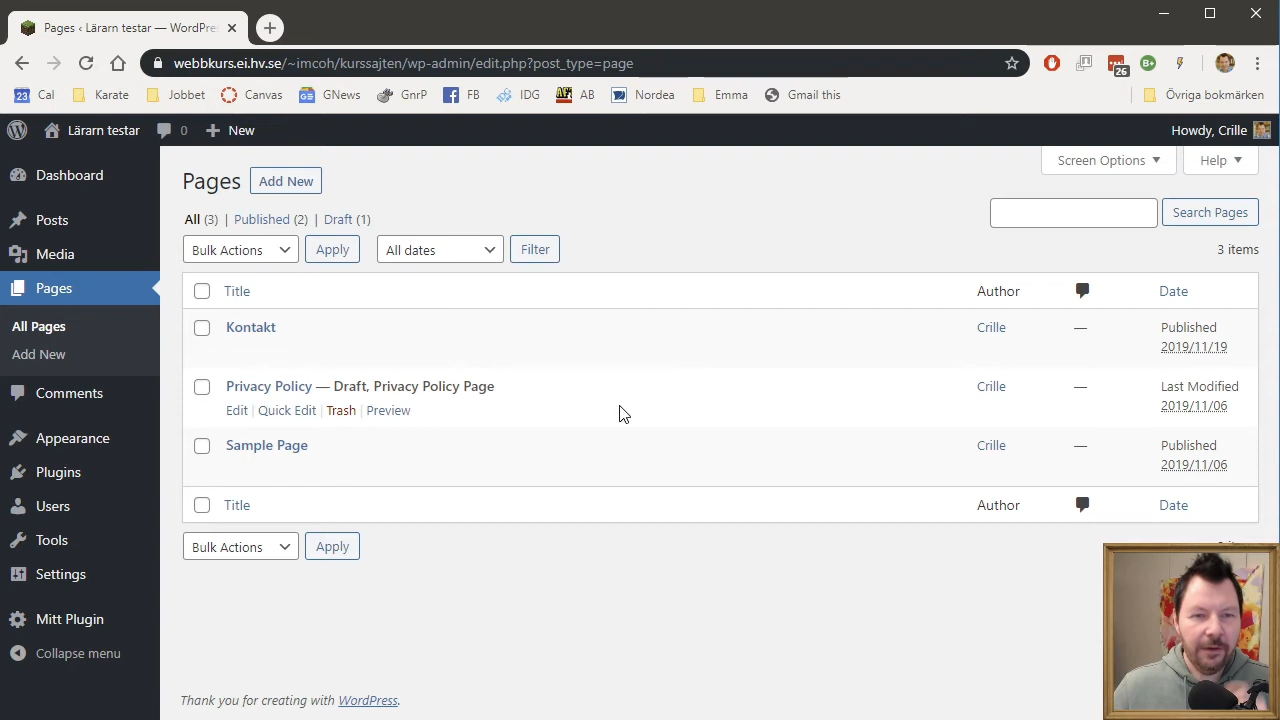 Pages ‹ Lärarn testar — WordPre
webbkurs.ei.hv.se/~imcoh/kurssajten/wp-admin/edit.php?post_type=page
26
23 Cal Karate Jobbet Canvas GNews GnrP FB IDG AB Nordea Emma Gmail this Övriga bokmärken
Lärarn testar 0 New Howdy, Crille
Screen Options Help
Dashboard
Posts
Media
Pages
All Pages
Add New
Comments
Appearance
Plugins
Users
Tools
Settings
Mitt Plugin
Collapse menu
Pages Add New
All (3) | Published (2) | Draft (1)
Search Pages
Bulk Actions Apply All dates Filter 3 items
Title Author Date
Kontakt Crille — Published
2019/11/19
Privacy Policy — Draft, Privacy Policy Page Crille — Last Modified
Edit | Quick Edit | Trash | Preview 2019/11/06
Sample Page Crille — Published
2019/11/06
Title Author Date
Bulk Actions Apply
Thank you for creating with WordPress.